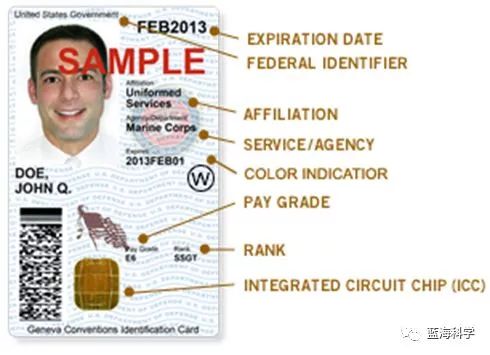 United States Government
FEB2013
SAMPLE
Affiliation
Uniformed
Services
Agency/Department
Marine Corps
Expires
2013FEB01
DOE,
JOHN Q.
W
Pay Grade
E6
Rank
SSGT
Geneva Conventions Identification Card
EXPIRATION DATE
FEDERAL IDENTIFIER
AFFILIATION
SERVICE/AGENCY
COLOR INDICATIOR
PAY GRADE
RANK
INTEGRATED CIRCUIT CHIP (ICC)
蓝海科学